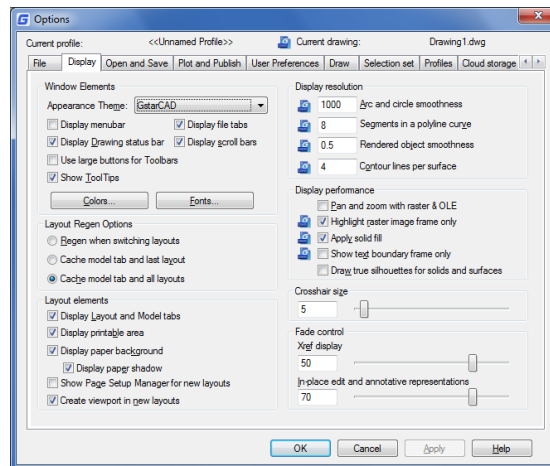 Options
Current profile: <<Unnamed Profile>> Current drawing: Drawing1.dwg
File Display Open and Save Plot and Publish User Preferences Draw Selection set Profiles Cloud storage
Window Elements
Appearance Theme: GstarCAD
Display menubar Display file tabs
Display Drawing status bar Display scroll bars
Use large buttons for Toolbars
Show ToolTips
Colors... Fonts...
Layout Regen Options
Regen when switching layouts
Cache model tab and last layout
Cache model tab and all layouts
Layout elements
Display Layout and Model tabs
Display printable area
Display paper background
Display paper shadow
Show Page Setup Manager for new layouts
Create viewport in new layouts
Display resolution
1000 Arc and circle smoothness
8 Segments in a polyline curve
0.5 Rendered object smoothness
4 Contour lines per surface
Display performance
Pan and zoom with raster & OLE
Highlight raster image frame only
Apply solid fill
Show text boundary frame only
Draw true silhouettes for solids and surfaces
Crosshair size
5
Fade control
Xref display
50
In-place edit and annotative representations
70
OK Cancel Apply Help